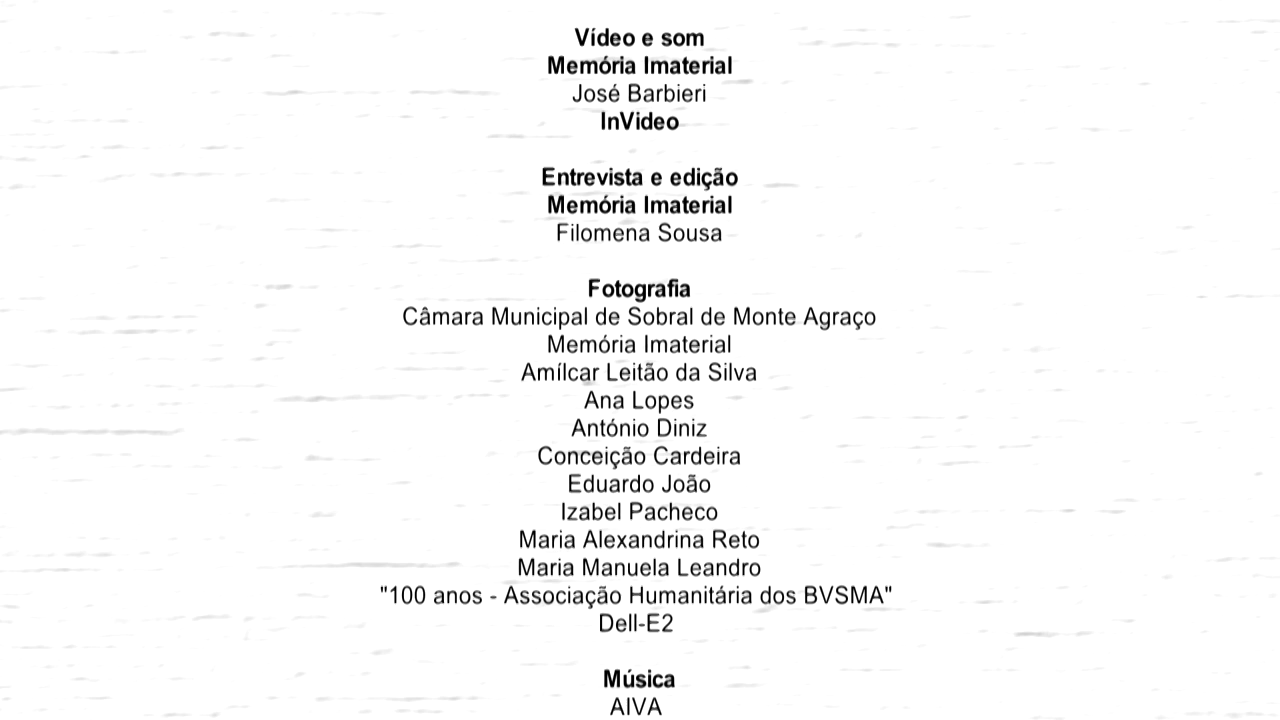 Vídeo e som
Memória Imaterial
José Barbieri
InVideo
Entrevista e edição
Memória Imaterial
Filomena Sousa
Fotografia
Câmara Municipal de Sobral de Monte Agraço
Memória Imaterial
Amílcar Leitão da Silva
Ana Lopes
António Diniz
Conceição Cardeira
Eduardo João
Izabel Pacheco
Maria Alexandrina Reto
Maria Manuela Leandro
"100 anos - Associação Humanitária dos BVSMA"
Dell-E2
Música
AIVA